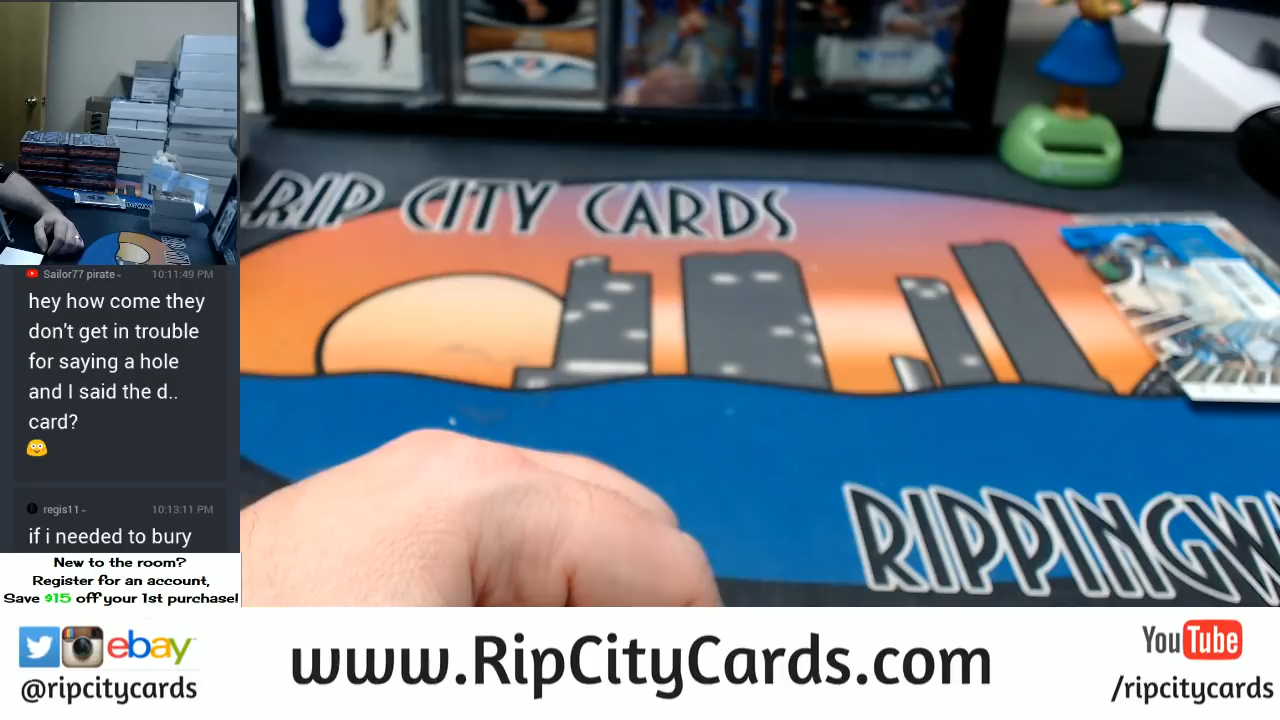 RIP CITY CARDS
RIPPINGW
Sailor77 pirate
10:11:49 PM
hey how come they
don't get in trouble
for saying a hole
and I said the d..
card?
regis11
10:13:11 PM
if i needed to bury
New to the room?
Register for an account,
Save $15 off your 1st purchase!
ebay
@ripcitycards
www.RipCityCards.com
YouTube
/ripcitycards